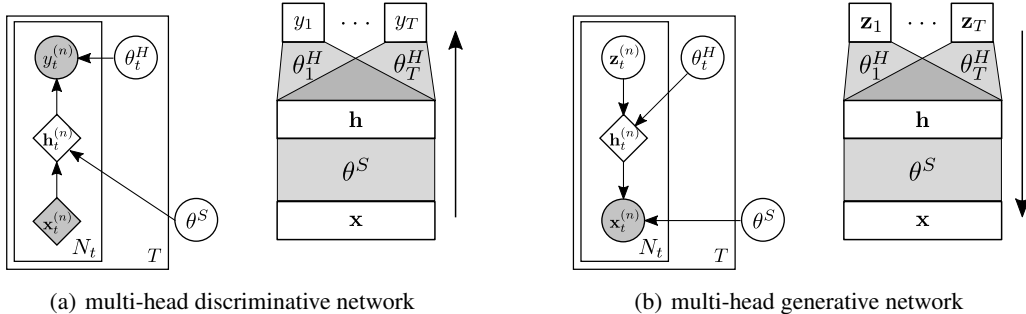 y_t^{(n)} θ_t^H
h_t^{(n)}
x_t^{(n)} θ^S
N_t T
y_1 ··· y_T
θ_1^H θ_T^H
h
θ^S
x
z_t^{(n)} θ_t^H
h_t^{(n)}
x_t^{(n)} θ^S
N_t T
z_1 ··· z_T
θ_1^H θ_T^H
h
θ^S
x
(a) multi-head discriminative network
(b) multi-head generative network